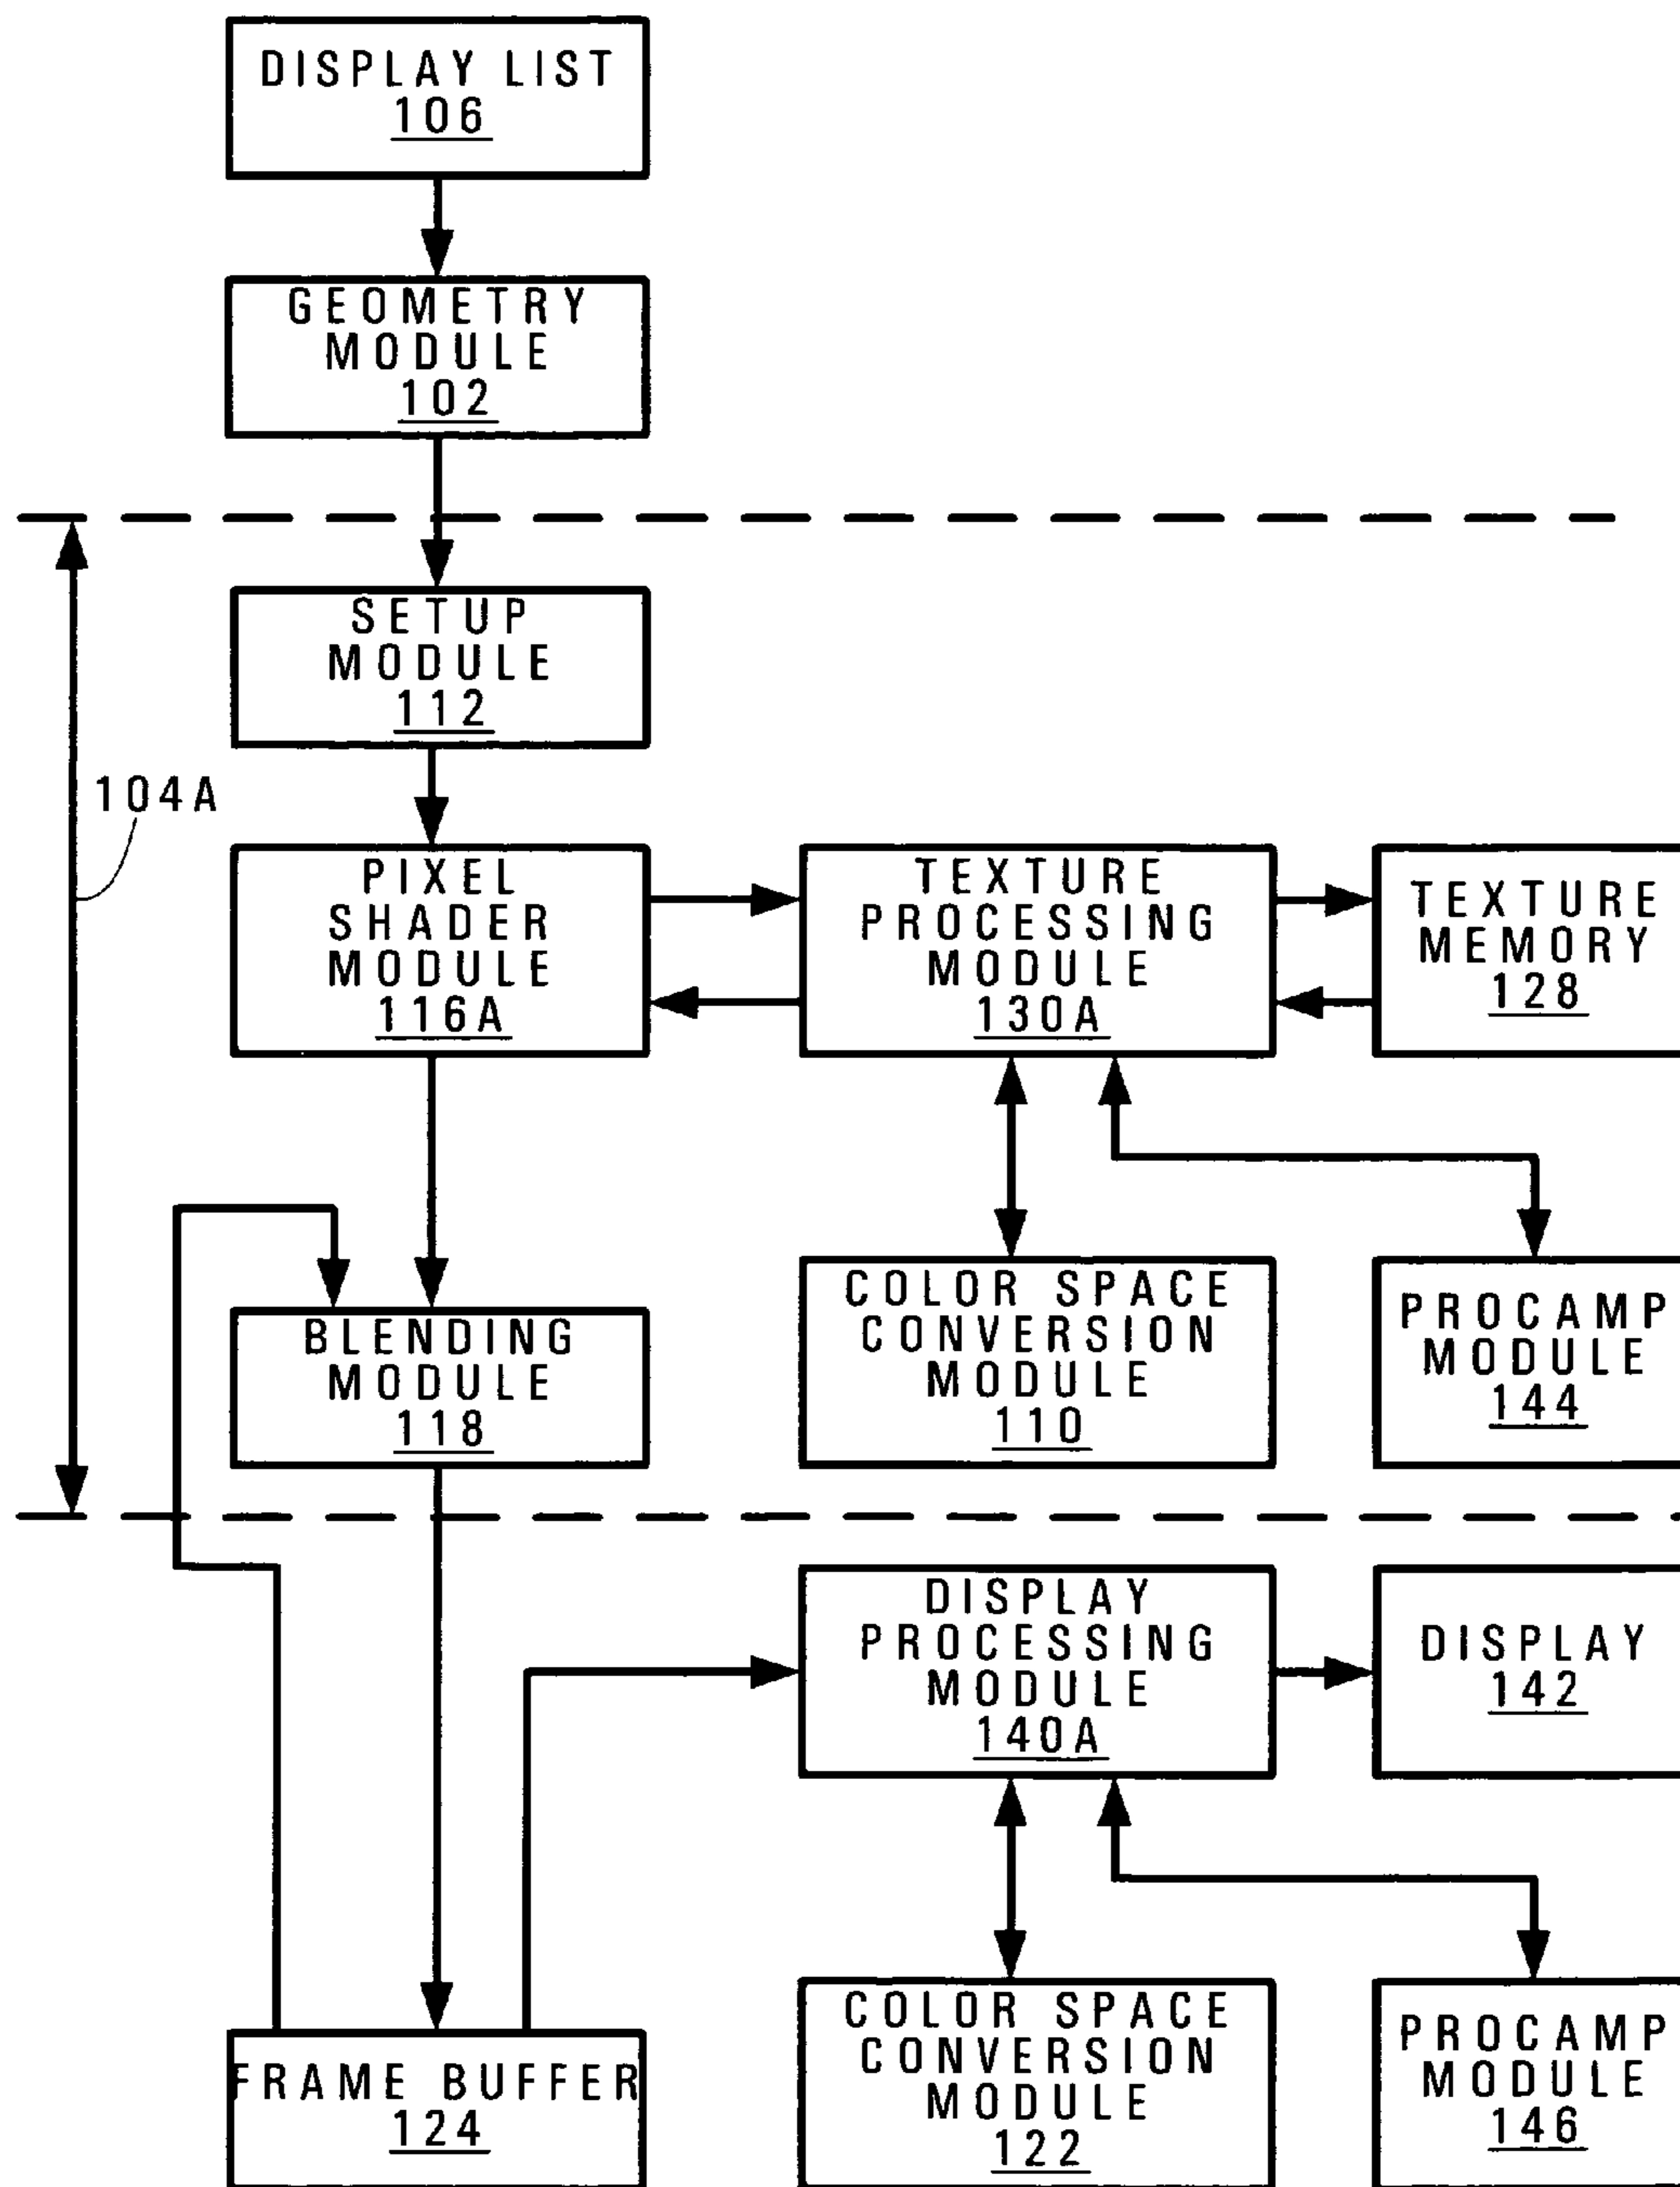 DISPLAY LIST
106
GEOMETRY
MODULE
102
SETUP
MODULE
112
104A
PIXEL
SHADER
MODULE
116A
TEXTURE
PROCESSING
MODULE
130A
TEXTURE
MEMORY
128
BLENDING
MODULE
118
COLOR SPACE
CONVERSION
MODULE
110
PROCAMP
MODULE
144
DISPLAY
PROCESSING
MODULE
140A
DISPLAY
142
FRAME BUFFER
124
COLOR SPACE
CONVERSION
MODULE
122
PROCAMP
MODULE
146